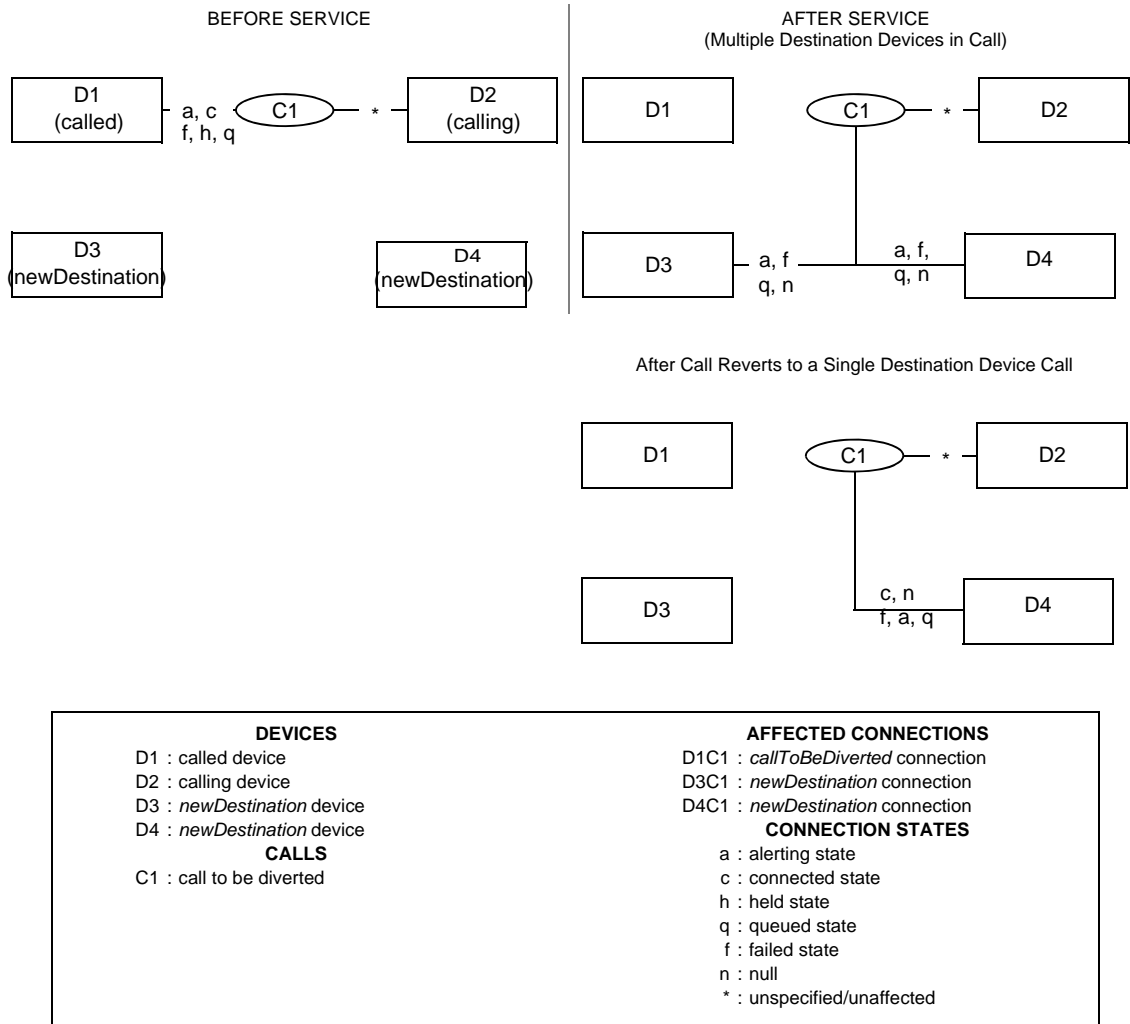 BEFORE SERVICE
AFTER SERVICE
(Multiple Destination Devices in Call)
D1
(called)
a, c
f, h, q
C1
*
D2
(calling)
D3
(newDestination)
D4
(newDestination)
D1
C1
*
D2
D3
a, f
q, n
a, f,
q, n
D4
After Call Reverts to a Single Destination Device Call
D1
C1
*
D2
D3
c, n
f, a, q
D4
DEVICES
D1 : called device
D2 : calling device
D3 : newDestination device
D4 : newDestination device
CALLS
C1 : call to be diverted
AFFECTED CONNECTIONS
D1C1 : callToBeDiverted connection
D3C1 : newDestination connection
D4C1 : newDestination connection
CONNECTION STATES
a : alerting state
c : connected state
h : held state
q : queued state
f : failed state
n : null
* : unspecified/unaffected